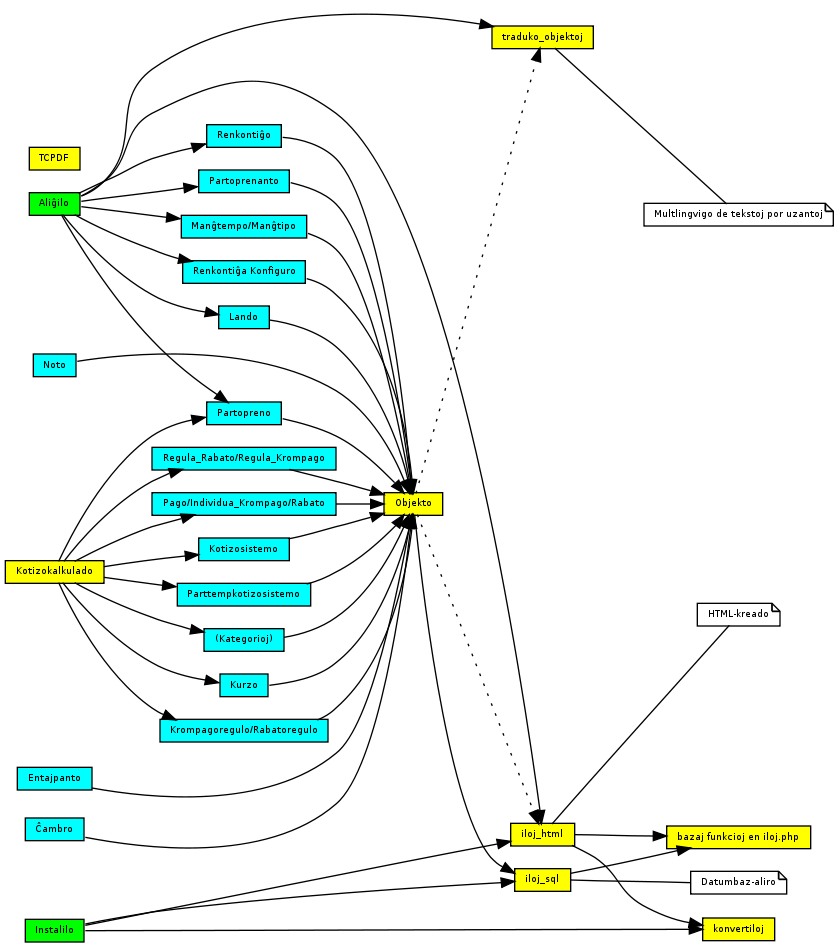 traduko_objektoj
Renkontiĝo
TCPDF
Partoprenanto
Aliĝilo
Multlingvigo de tekstoj por uzantoj
Manĝtempo/Manĝtipo
Renkontiĝa Konfiguro
Lando
Noto
Partopreno
Regula_Rabato/Regula_Krompago
Pago/Individua_Krompago/Rabato
Objekto
Kotizosistemo
Kotizokalkulado
Parttempkotizosistemo
HTML-kreado
(Kategorioj)
Kurzo
Krompagoregulo/Rabatoregulo
Entajpanto
Ĉambro
iloj_html
bazaj funkcioj en iloj.php
iloj_sql
Datumbaz-aliro
Instalilo
konvertiloj